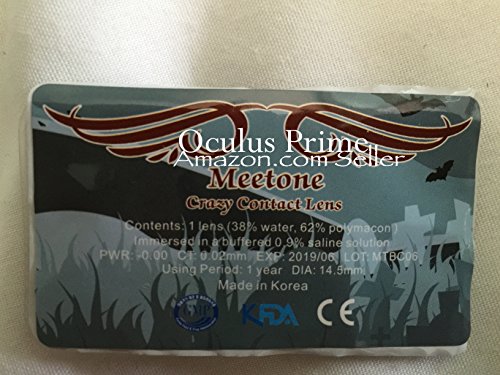 Oculus Prime
Amazon.com Seller
Meetone
Crazy Contact Lens
Contents: 1 lens (38% water, 62% polymacon)
Immersed in a buffered 0.9% saline solution
PWR: -0.00 CT: 0.02mm EXP: 2019/06 LOT: MTBC06
Using Period: 1 year DIA: 14.5mm
Made in Korea
GMP KFDA CE